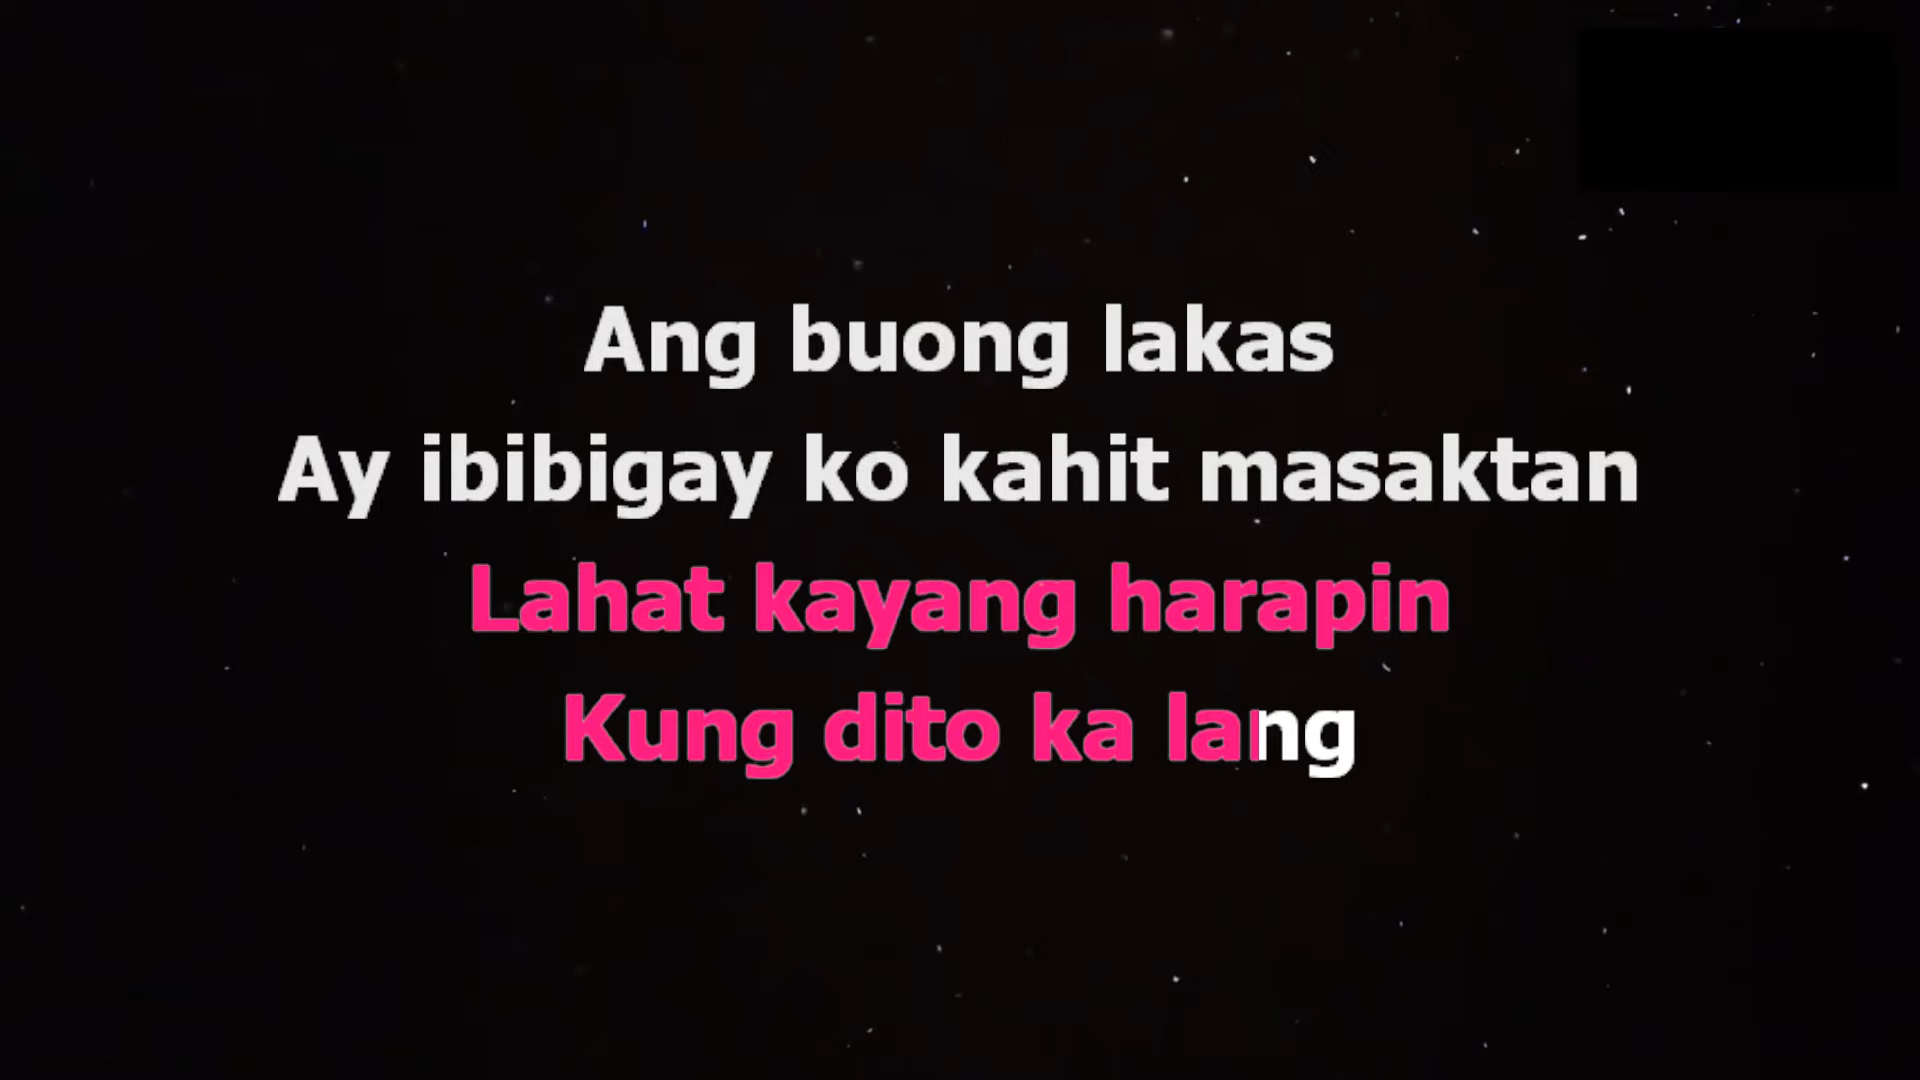 Ang buong lakas
Ay ibibigay ko kahit masaktan
Lahat kayang harapin
Kung dito ka lang